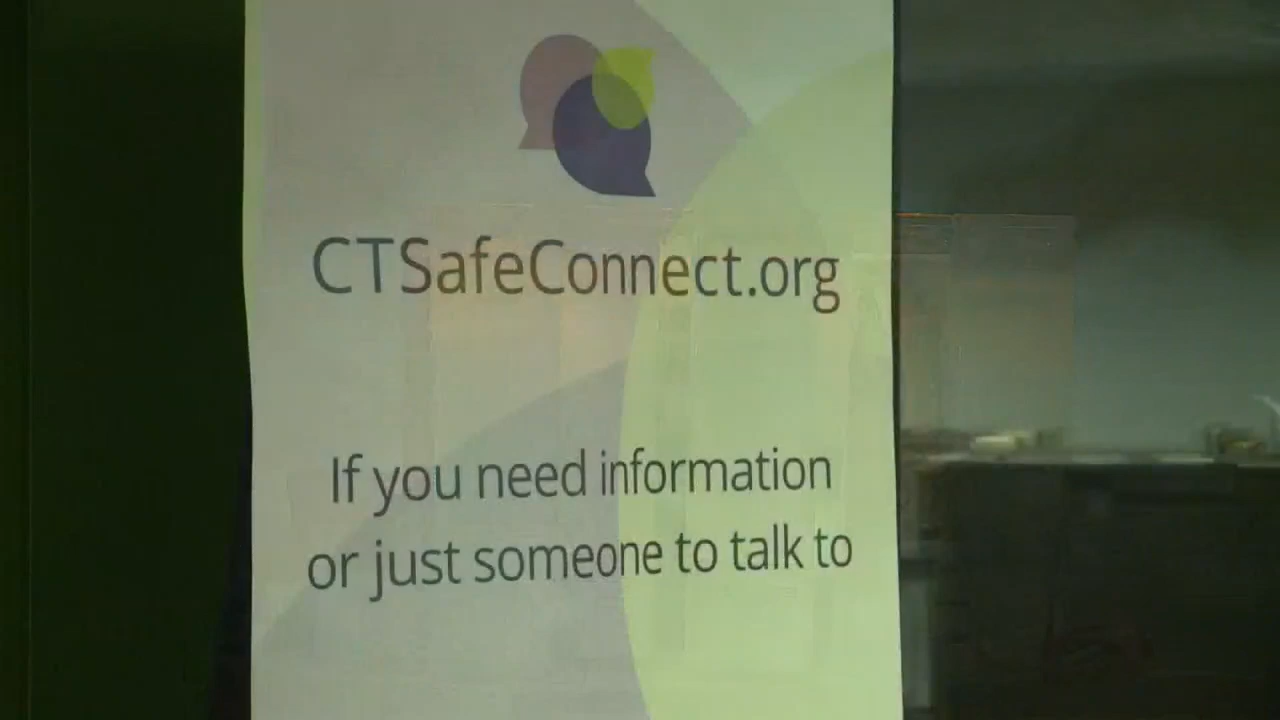 CTSafeConnect.org
If you need information
or just someone to talk to